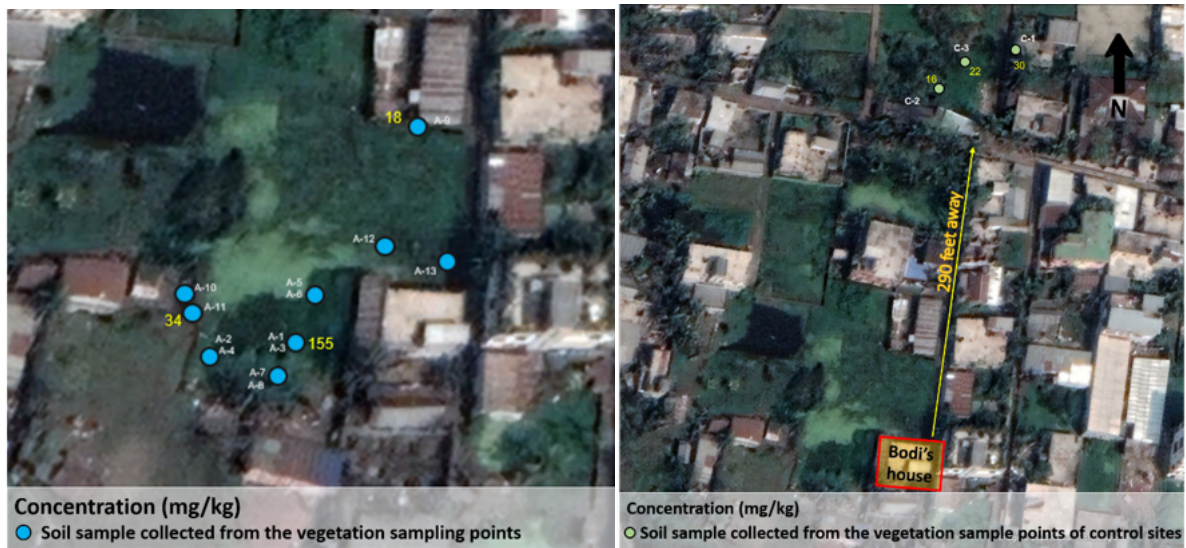 18
A-9
A-12
A-13
A-10
A-11
34
A-5
A-6
A-2
A-4
A-1
A-3
155
A-7
A-8
Concentration (mg/kg)
Soil sample collected from the vegetation sampling points
C-1
C-3
30
22
16
C-2
N
290 feet away
Bodi's
house
Concentration (mg/kg)
Soil sample collected from the vegetation sample points of control sites